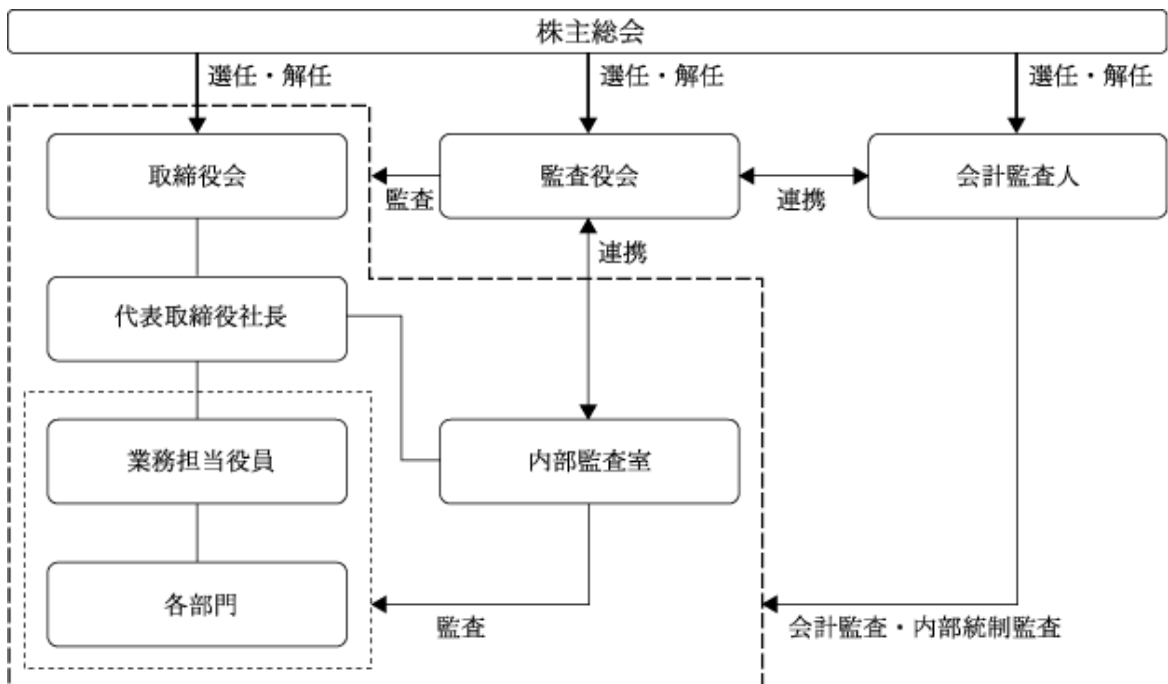 株主総会
選任・解任
選任・解任
選任・解任
取締役会
監査役会
会計監査人
監査
連携
連携
代表取締役社長
業務担当役員
内部監査室
各部門
監査
会計監査・内部統制監査